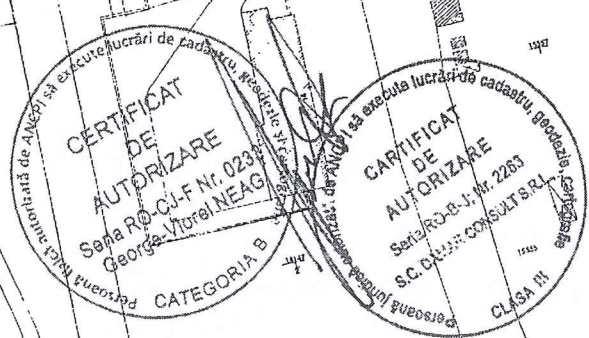 Persoană fizică autorizată de ANCPI să execute lucrări de cadastru, geodezie
CERTIFICAT
DE
AUTORIZARE
Seria RO-CJ-F Nr.
George-Viorel NEAG
CATEGORIA B
Persoană juridică autorizată de ANCPI să execute lucrări de cadastru, geodezie, cartografie
CARTIFICAT
DE
AUTORIZARE
Seria RO-B-J, Nr. 2263
S.C. CONSULT S.R.L.
CLASA III